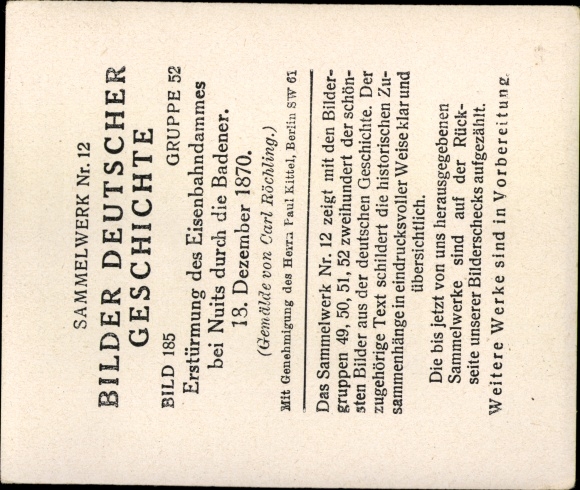 SAMMELWERK Nr. 12
BILDER DEUTSCHER
GESCHICHTE
BILD 185 GRUPPE 52
Erstürmung des Eisenbahndammes
bei Nuits durch die Badener.
18. Dezember 1870.
(Gemälde von Carl Röchling.)
Mit Genehmigung des Herrn Paul Kittel, Berlin SW 61
Das Sammelwerk Nr. 12 zeigt mit den Bilder-
gruppen 49, 50, 51, 52 zweihundert der schön-
sten Bilder aus der deutschen Geschichte. Der
zugehörige Text schildert die historischen Zu-
sammenhänge in eindrucksvoller Weise klar und
übersichtlich.
Die bis jetzt von uns herausgegebenen
Sammelwerke sind auf der Rück-
seite unserer Bilderschecks aufgezählt.
Weitere Werke sind in Vorbereitung.